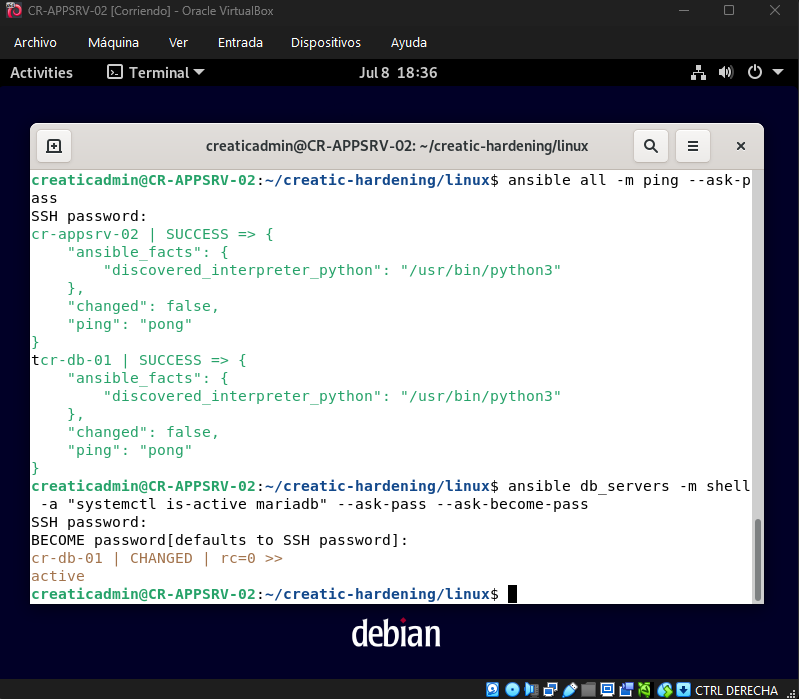 CR-APPSRV-02 [Corriendo] - Oracle VirtualBox
Archivo Máquina Ver Entrada Dispositivos Ayuda
Activities Terminal Jul 8 18:36
creaticadmin@CR-APPSRV-02: ~/creatic-hardening/linux
creaticadmin@CR-APPSRV-02:~/creatic-hardening/linux$ ansible all -m ping --ask-p
ass
SSH password:
cr-appsrv-02 | SUCCESS => {
    "ansible_facts": {
        "discovered_interpreter_python": "/usr/bin/python3"
    },
    "changed": false,
    "ping": "pong"
}
tcr-db-01 | SUCCESS => {
    "ansible_facts": {
        "discovered_interpreter_python": "/usr/bin/python3"
    },
    "changed": false,
    "ping": "pong"
}
creaticadmin@CR-APPSRV-02:~/creatic-hardening/linux$ ansible db_servers -m shell
 -a "systemctl is-active mariadb" --ask-pass --ask-become-pass
SSH password:
BECOME password[defaults to SSH password]:
cr-db-01 | CHANGED | rc=0 >>
active
creaticadmin@CR-APPSRV-02:~/creatic-hardening/linux$
debian
CTRL DERECHA